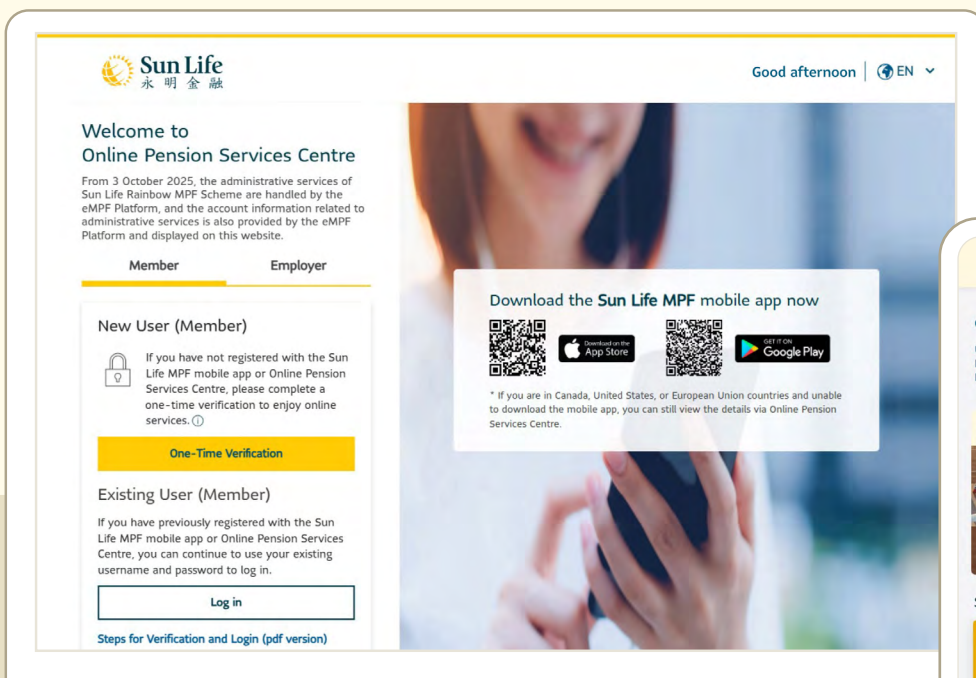 Sun Life
永明金融
Good afternoon
EN
Welcome to
Online Pension Services Centre
From 3 October 2025, the administrative services of
Sun Life Rainbow MPF Scheme are handled by the
eMPF Platform, and the account information related to
administrative services is also provided by the eMPF
Platform and displayed on this website.
Member Employer
New User (Member)
If you have not registered with the Sun
Life MPF mobile app or Online Pension
Services Centre, please complete a
one-time verification to enjoy online
services.
One-Time Verification
Existing User (Member)
If you have previously registered with the Sun
Life MPF mobile app or Online Pension Services
Centre, you can continue to use your existing
username and password to log in.
Log in
Steps for Verification and Login (pdf version)
Download the Sun Life MPF mobile app now
Download on the
App Store
GET IT ON
Google Play
* If you are in Canada, United States, or European Union countries and unable
to download the mobile app, you can still view the details via Online Pension
Services Centre.